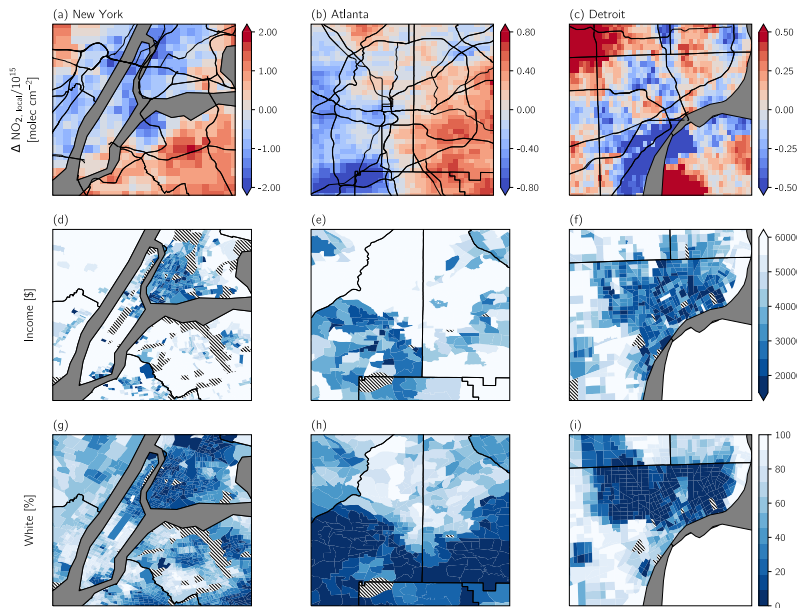 (a) New York
(b) Atlanta
(c) Detroit
Δ NO2, local/10^15
[molec cm−2]
2.00
1.00
0.00
-1.00
-2.00
0.80
0.40
0.00
-0.40
-0.80
0.50
0.25
0.00
-0.25
-0.50
(d)
(e)
(f)
Income [$]
60000
50000
40000
30000
20000
(g)
(h)
(i)
White [%]
100
80
60
40
20
0